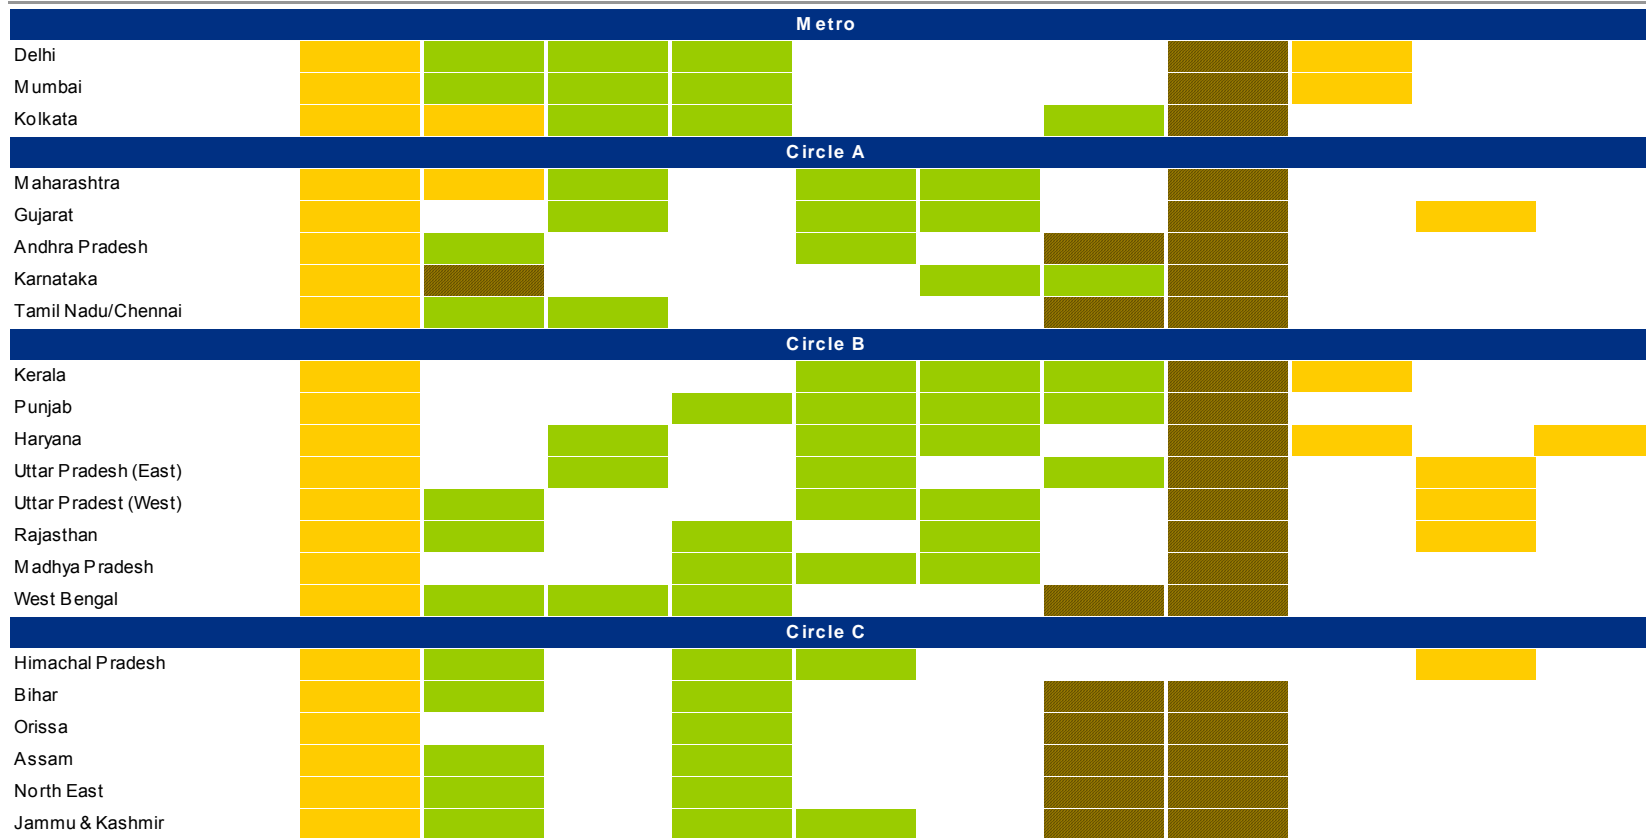 Metro
Delhi
Mumbai
Kolkata
Circle A
Maharashtra
Gujarat
Andhra Pradesh
Karnataka
Tamil Nadu/Chennai
Circle B
Kerala
Punjab
Haryana
Uttar Pradesh (East)
Uttar Pradest (West)
Rajasthan
Madhya Pradesh
West Bengal
Circle C
Himachal Pradesh
Bihar
Orissa
Assam
North East
Jammu & Kashmir